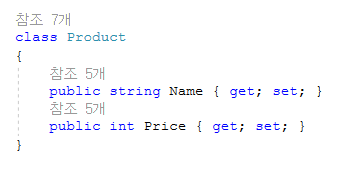 참조 7개
class Product
{
참조 5개
public string Name { get; set; }
참조 5개
public int Price { get; set; }
}